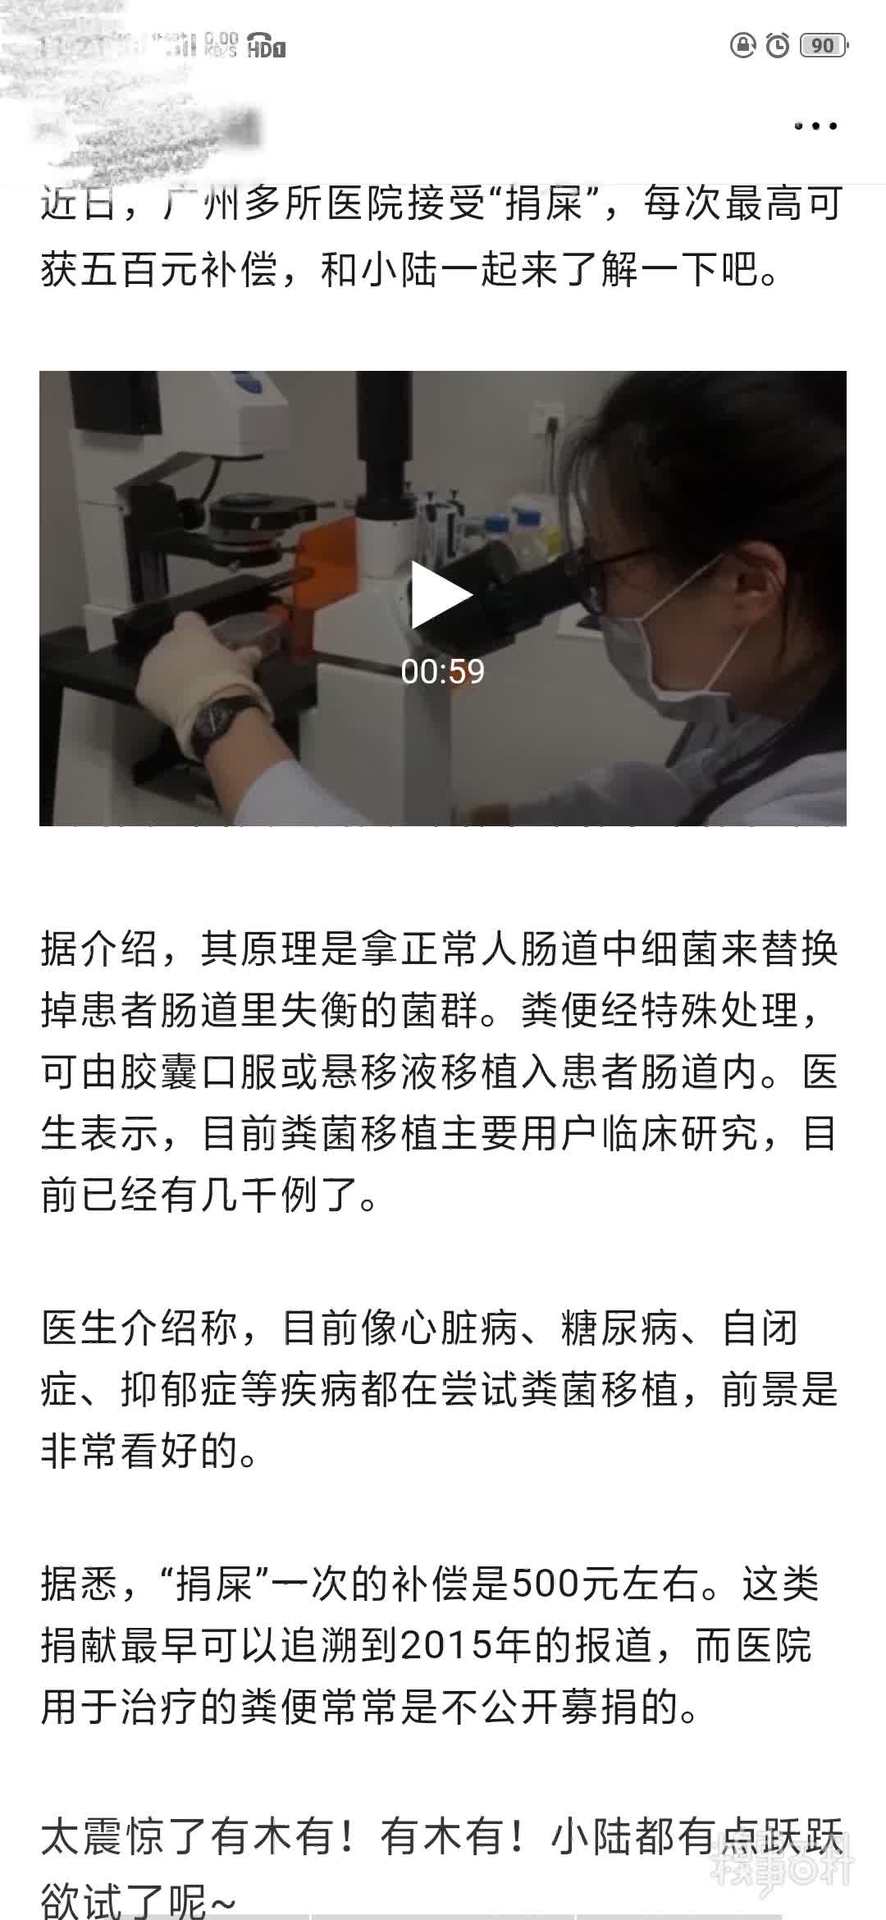 0.00
KB/S
HD1
90
近日，广州多所医院接受“捐屎”，每次最高可
获五百元补偿，和小陆一起来了解一下吧。
00:59
据介绍，其原理是拿正常人肠道中细菌来替换
掉患者肠道里失衡的菌群。粪便经特殊处理，
可由胶囊口服或悬移液移植入患者肠道内。医
生表示，目前粪菌移植主要用户临床研究，目
前已经有几千例了。
医生介绍称，目前像心脏病、糖尿病、自闭
症、抑郁症等疾病都在尝试粪菌移植，前景是
非常看好的。
据悉，“捐屎”一次的补偿是500元左右。这类
捐献最早可以追溯到2015年的报道，而医院
用于治疗的粪便常常是不公开募捐的。
太震惊了有木有！有木有！小陆都有点跃跃
欲试了呢~
糗事百科